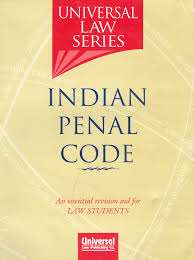 UNIVERSAL
LAW
SERIES
INDIAN
PENAL
CODE
An essential revision aid for
LAW STUDENTS
Universal
Law Publishing Co.